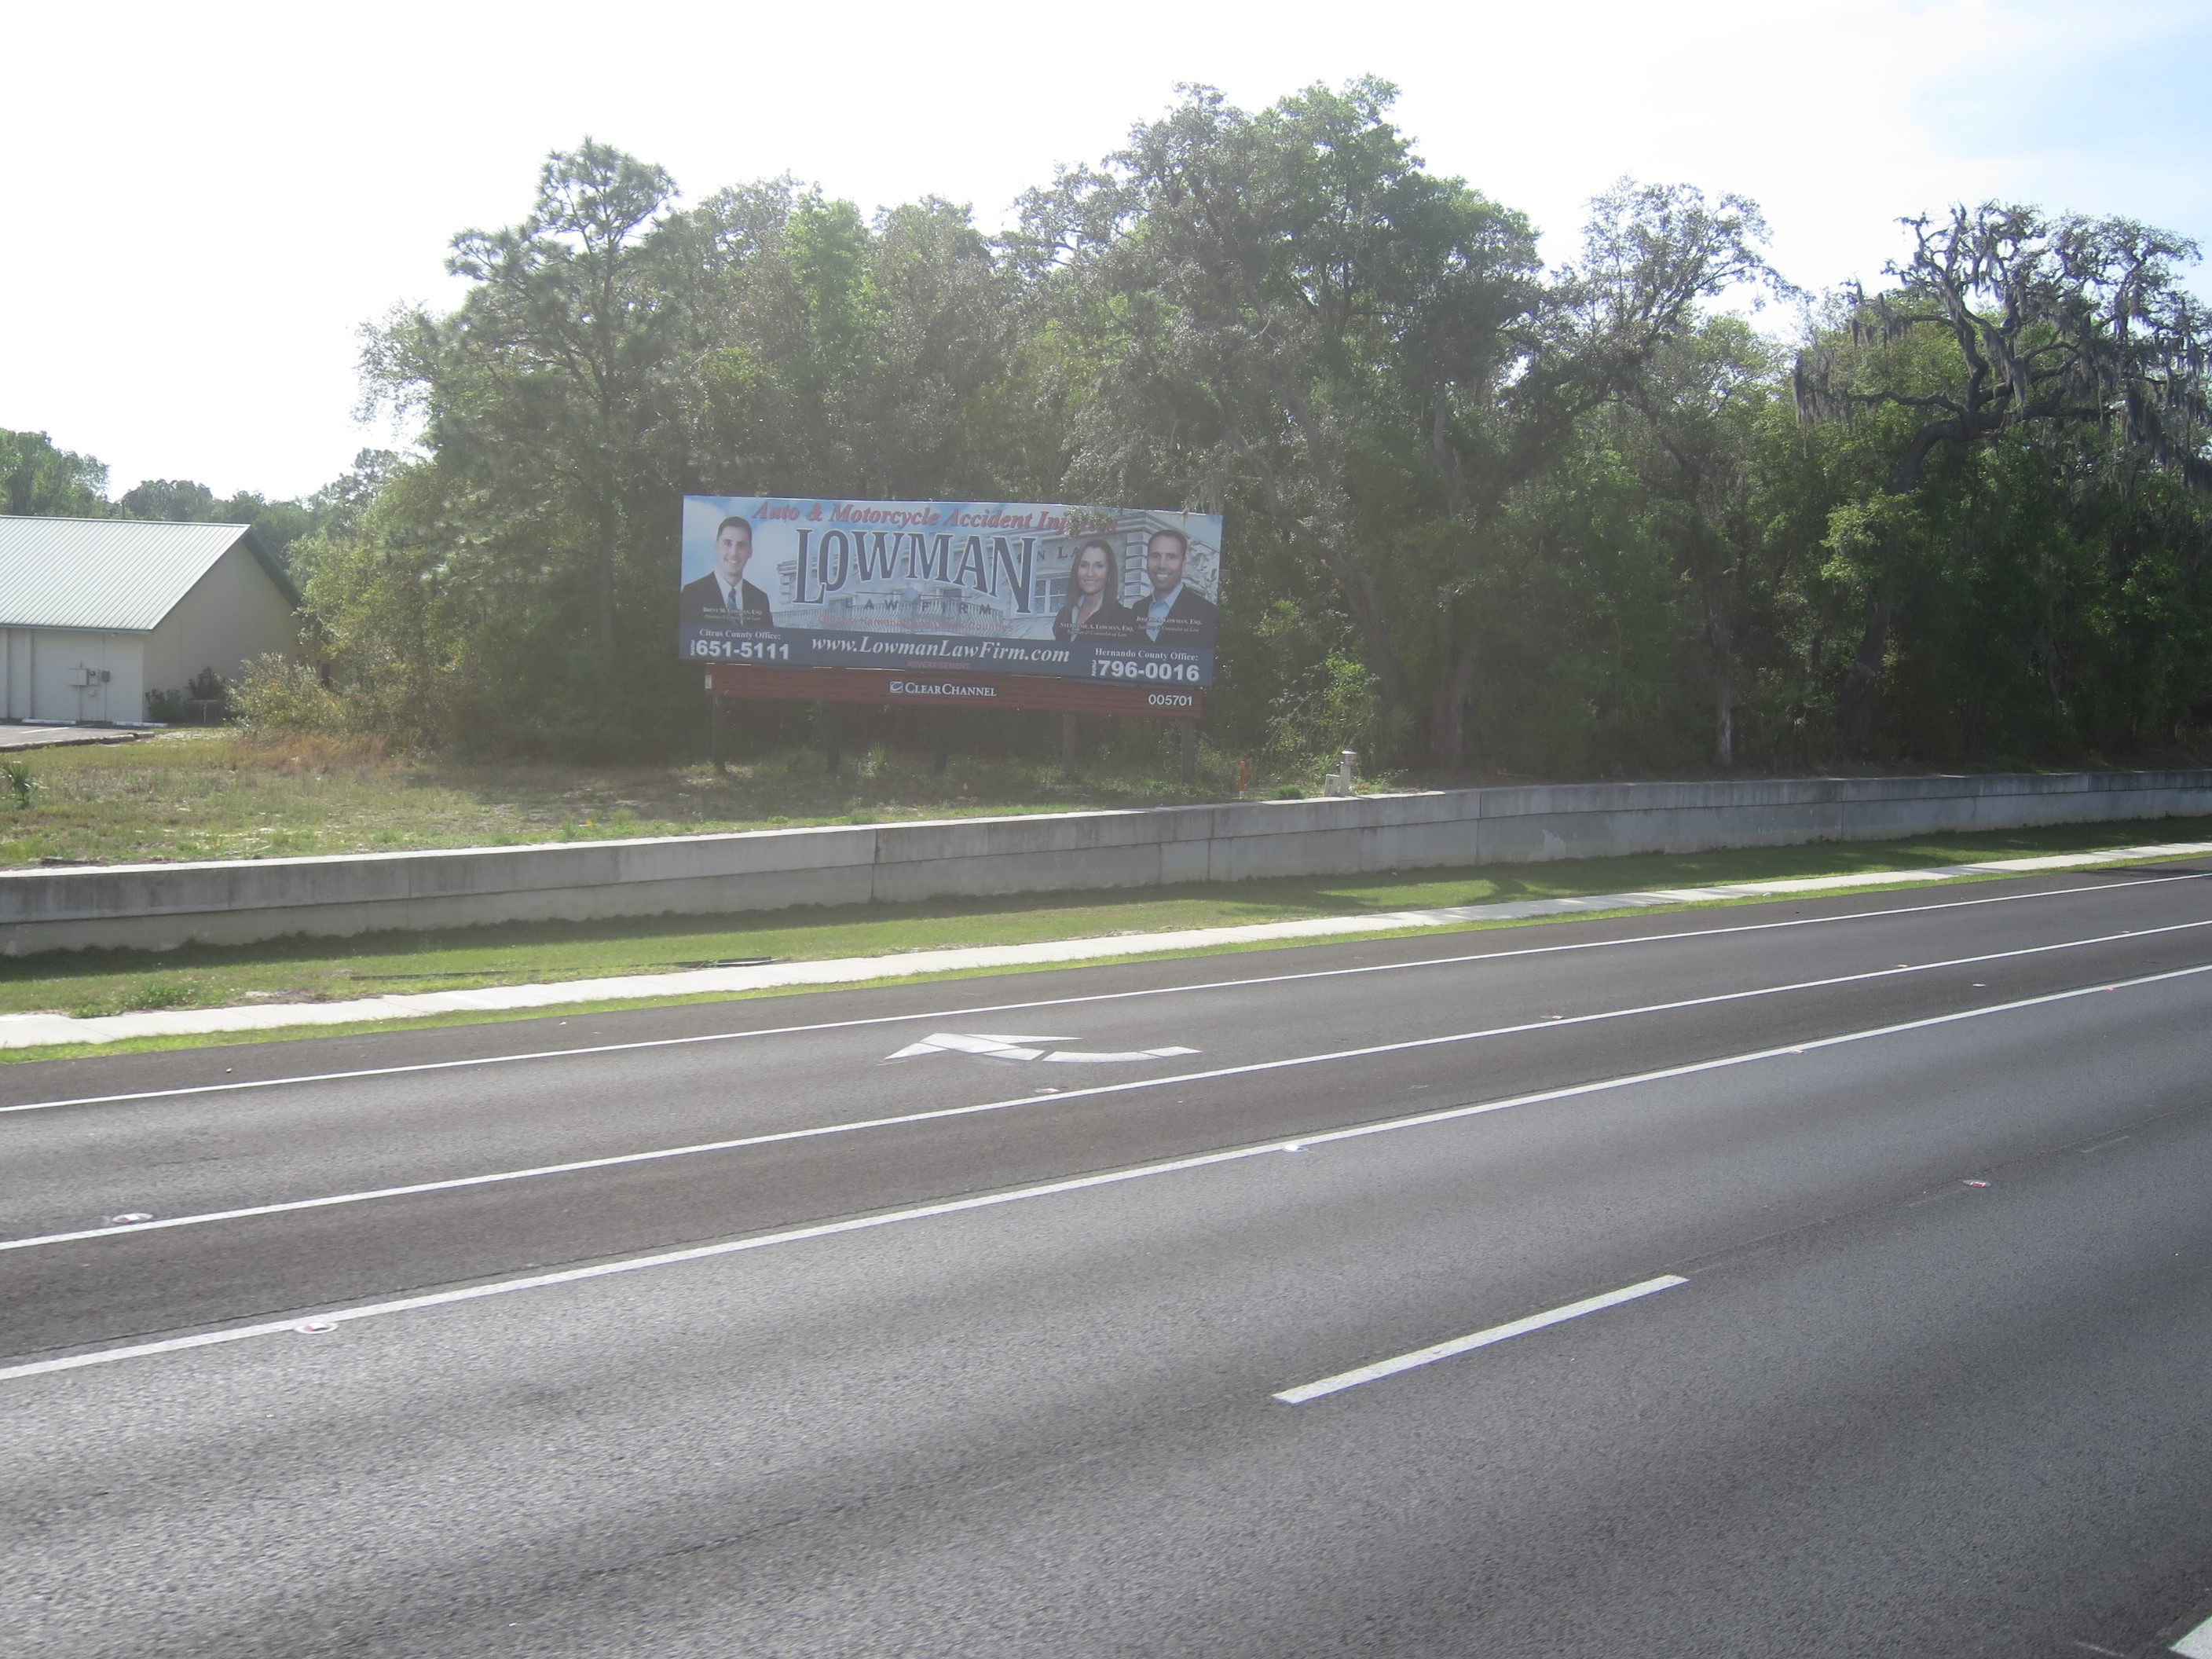 Auto & Motorcycle Accident
LOWMAN
LAW FIRM
Citrus County Office:
651-5111
www.LowmanLawFirm.com
Hernando County Office:
796-0016
ADVERTISEMENT
CLEARCHANNEL
005701